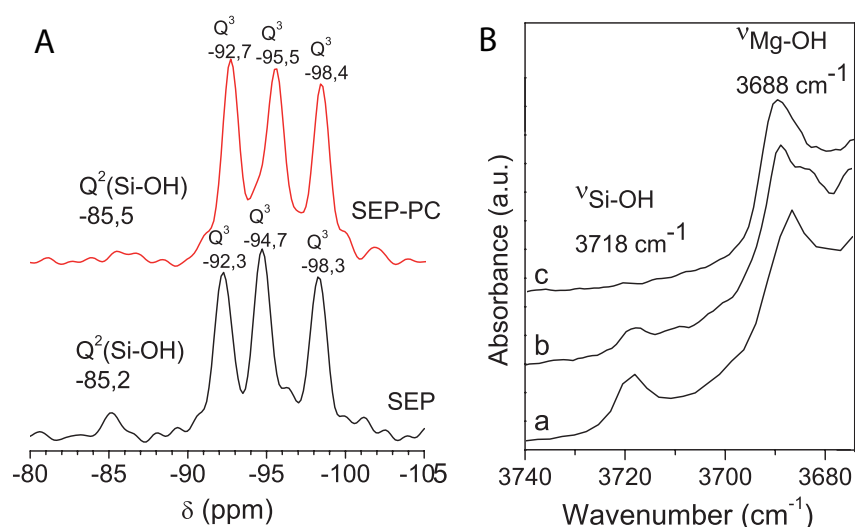 A
Q³
-92,7
Q³
-95,5
Q³
-98,4
Q²(Si-OH)
-85,5
SEP-PC
Q³
-92,3
Q³
-94,7
Q³
-98,3
Q²(Si-OH)
-85,2
SEP
-80 -85 -90 -95 -100 -105
δ (ppm)
B
νMg-OH
3688 cm⁻¹
νSi-OH
3718 cm⁻¹
c
b
a
Absorbance (a.u.)
3740 3720 3700 3680
Wavenumber (cm⁻¹)